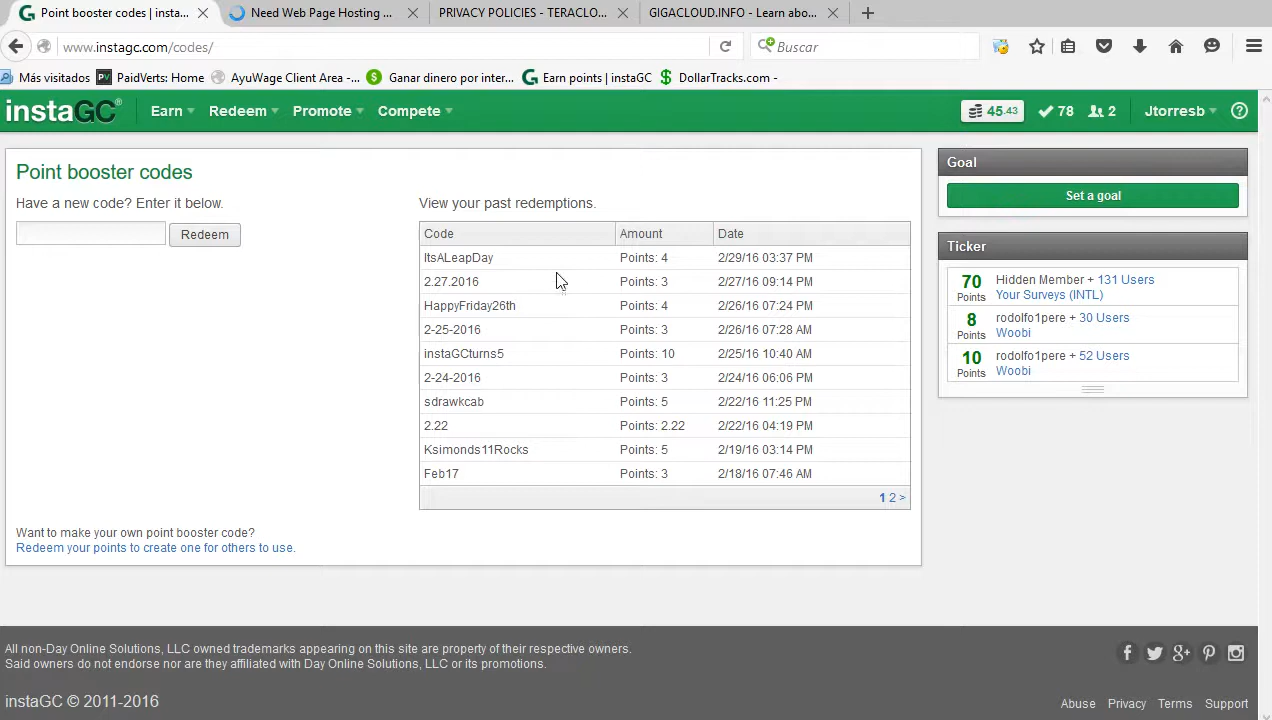 Point booster codes | insta...
Need Web Page Hosting ...
PRIVACY POLICIES - TERACLO...
GIGACLOUD.INFO - Learn abo...
www.instagc.com/codes/
Buscar
Más visitados
PaidVerts: Home
AyuWage Client Area -...
Ganar dinero por inter...
Earn points | instaGC
DollarTracks.com -
instaGC®
Earn
Redeem
Promote
Compete
45.43
78
2
Jtorresb
Point booster codes
Have a new code? Enter it below.
Redeem
View your past redemptions.
Code Amount Date
ItsALeapDay Points: 4 2/29/16 03:37 PM
2.27.2016 Points: 3 2/27/16 09:14 PM
HappyFriday26th Points: 4 2/26/16 07:24 PM
2-25-2016 Points: 3 2/26/16 07:28 AM
instaGCturns5 Points: 10 2/25/16 10:40 AM
2-24-2016 Points: 3 2/24/16 06:06 PM
sdrawkcab Points: 5 2/22/16 11:25 PM
2.22 Points: 2.22 2/22/16 04:19 PM
Ksimonds11Rocks Points: 5 2/19/16 03:14 PM
Feb17 Points: 3 2/18/16 07:46 AM
1 2 >
Want to make your own point booster code?
Redeem your points to create one for others to use.
Goal
Set a goal
Ticker
70 Points Hidden Member + 131 Users
Your Surveys (INTL)
8 Points rodolfo1pere + 30 Users
Woobi
10 Points rodolfo1pere + 52 Users
Woobi
All non-Day Online Solutions, LLC owned trademarks appearing on this site are property of their respective owners.
Said owners do not endorse nor are they affiliated with Day Online Solutions, LLC or its promotions.
instaGC © 2011-2016
Abuse Privacy Terms Support